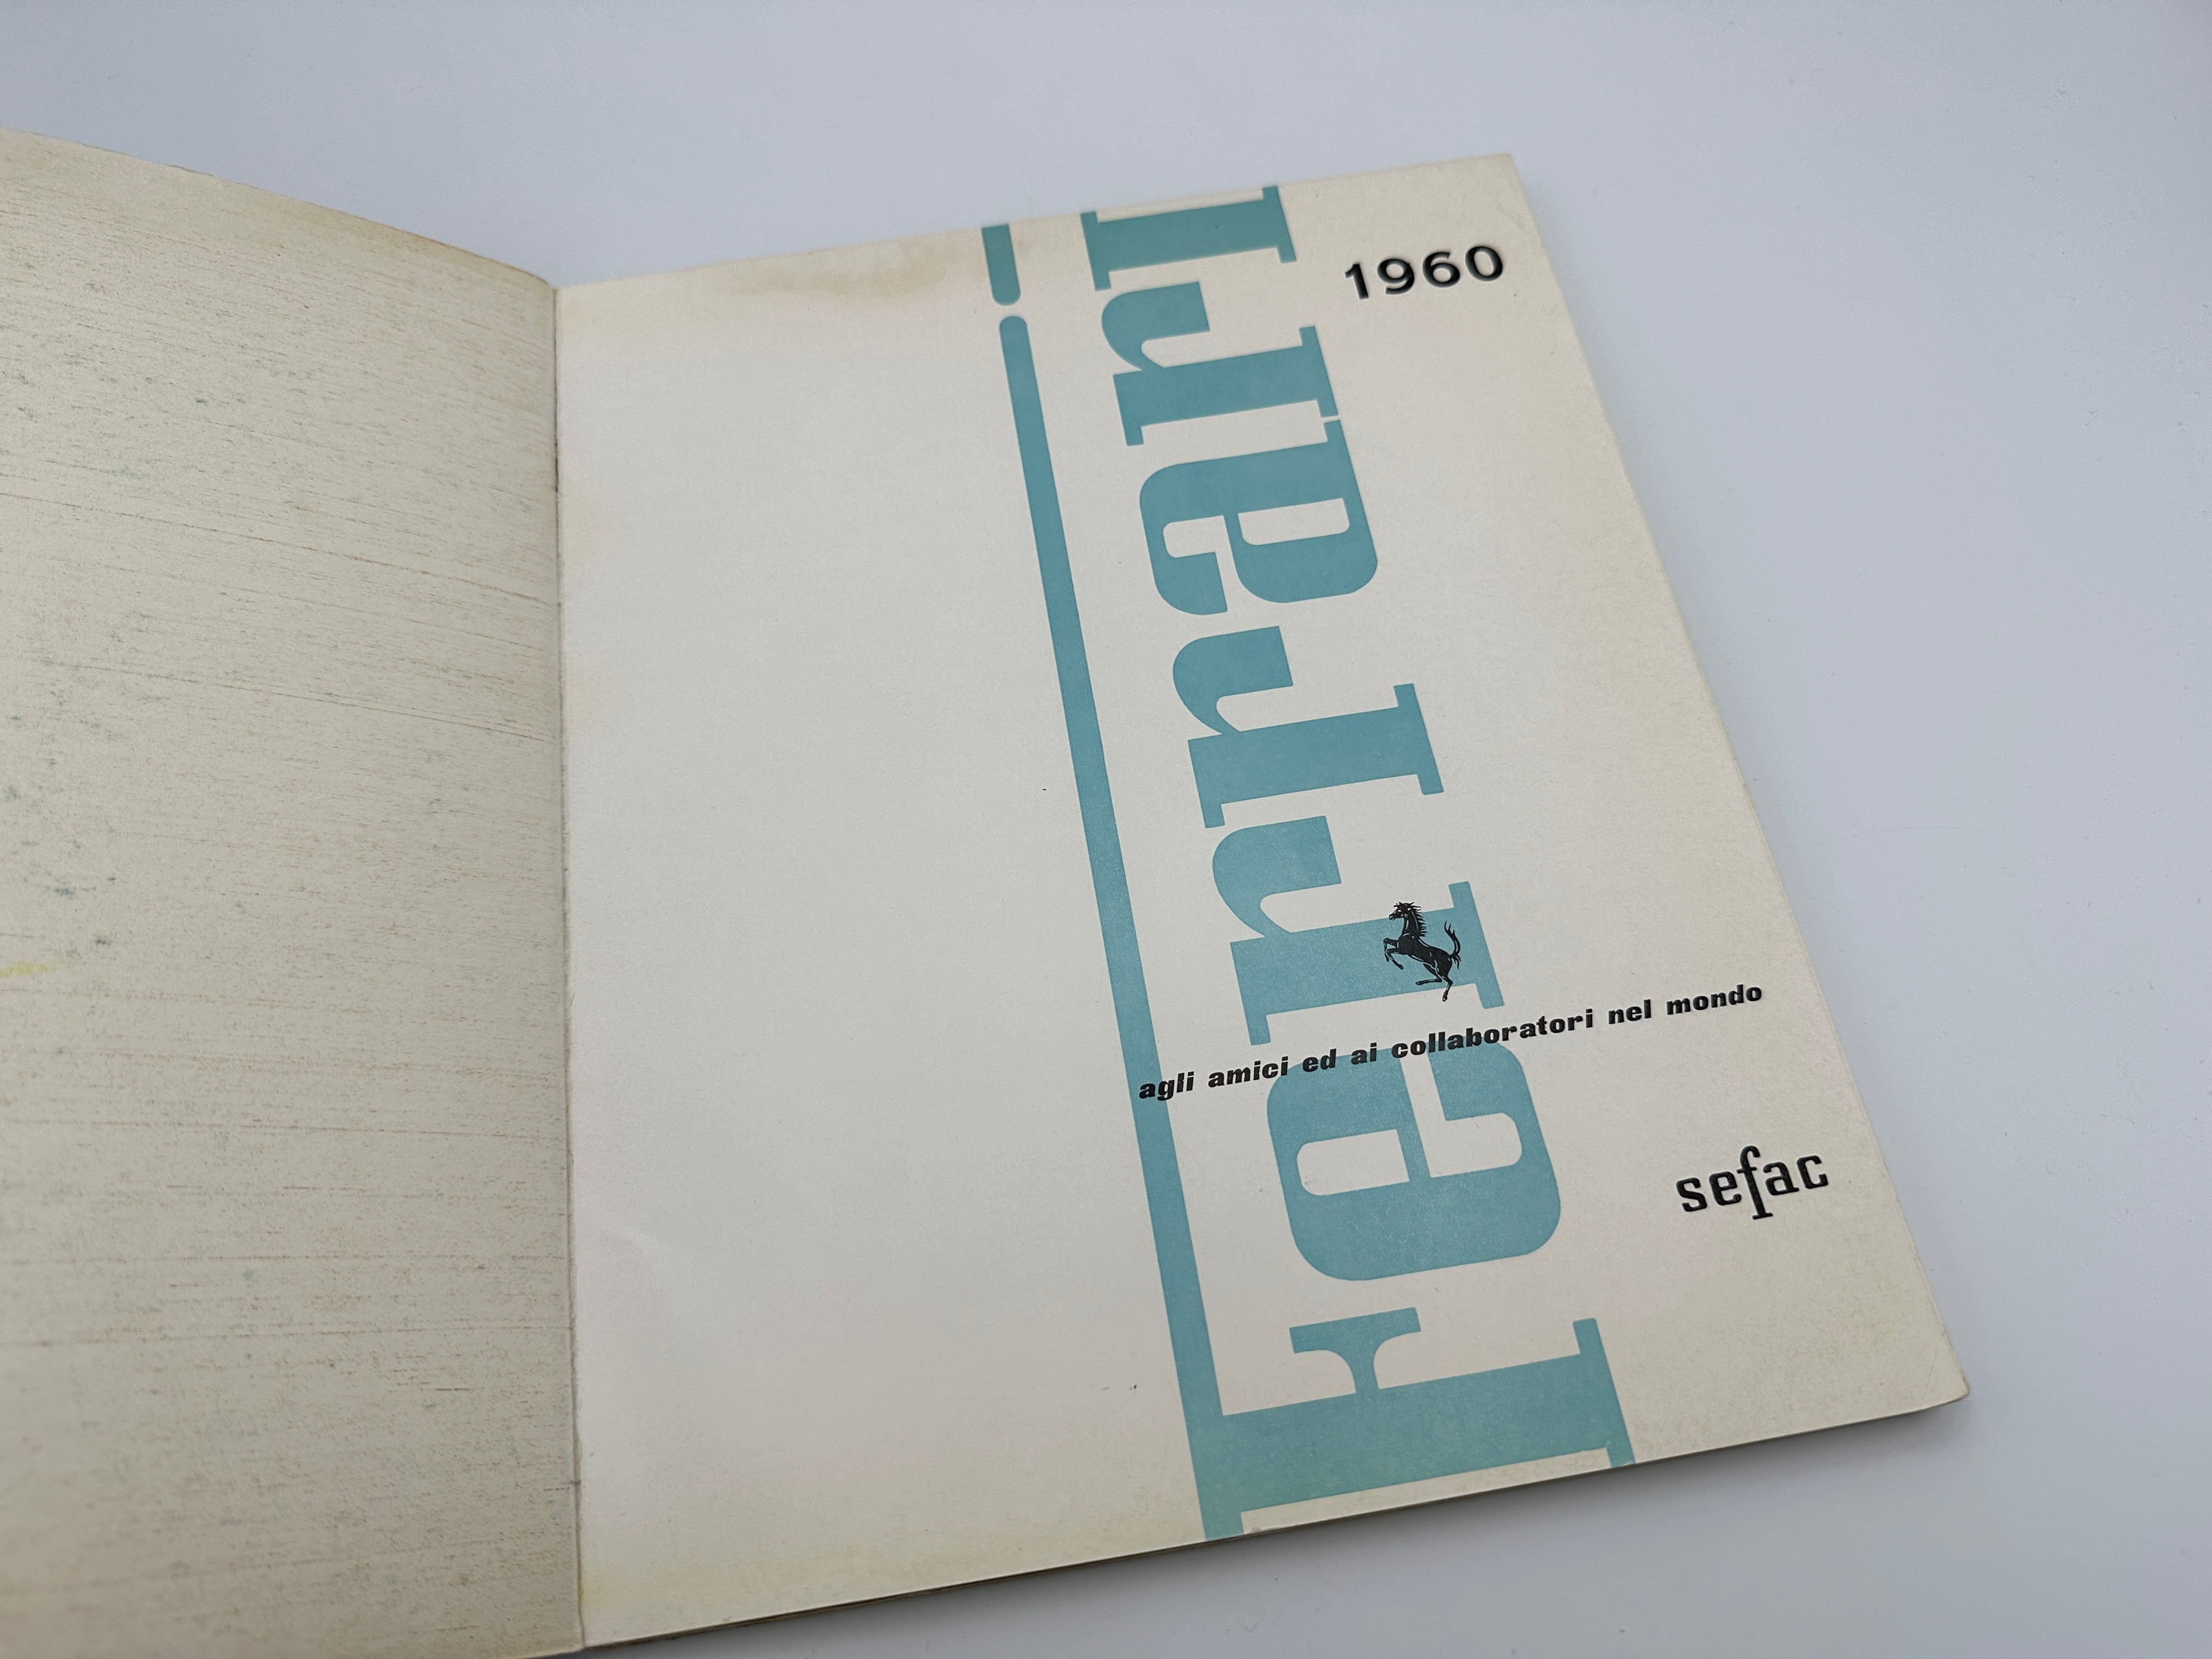 1960
Ferrari
agli amici ed ai collaboratori nel mondo
sefac